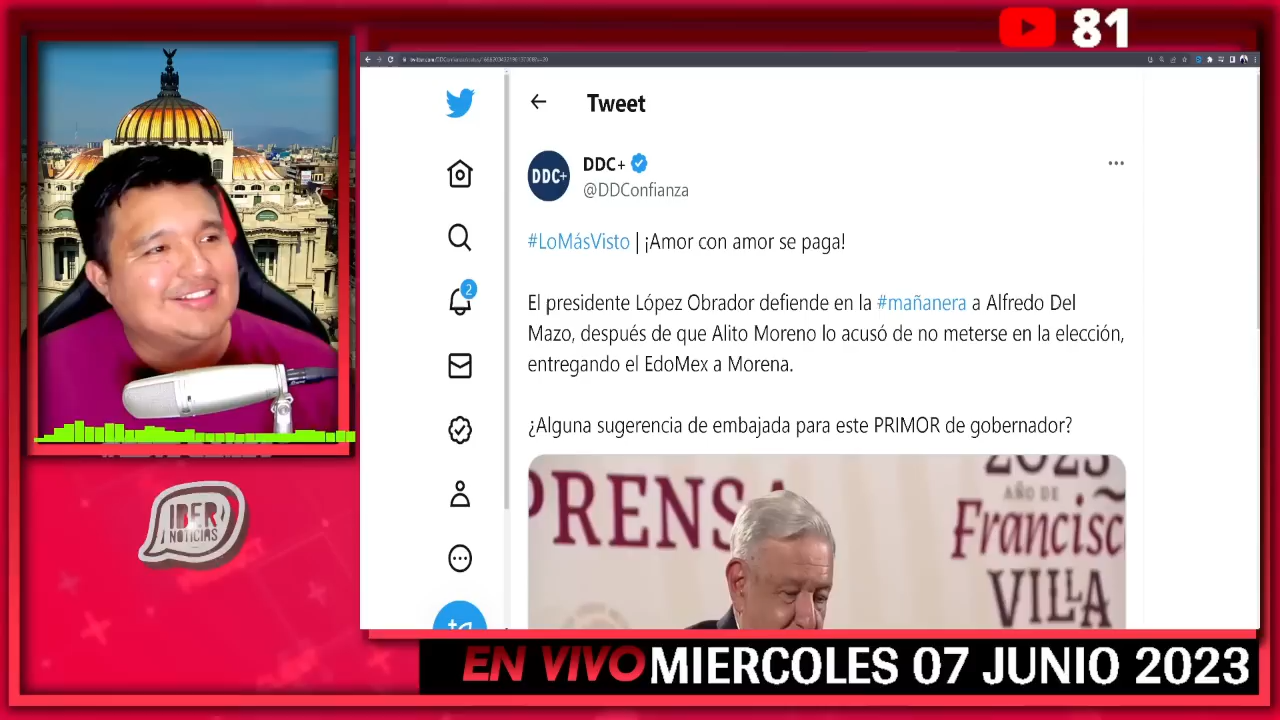 81
Tweet
DDC+
DDC+
@DDConfianza
#LoMásVisto | ¡Amor con amor se paga!
El presidente López Obrador defiende en la #mañanera a Alfredo Del
Mazo, después de que Alito Moreno lo acusó de no meterse en la elección,
entregando el EdoMex a Morena.
¿Alguna sugerencia de embajada para este PRIMOR de gobernador?
2
PRENSA
2023
AÑO DE
Francisc
VILLA
IBER
NOTICIAS
EN VIVO MIERCOLES 07 JUNIO 2023